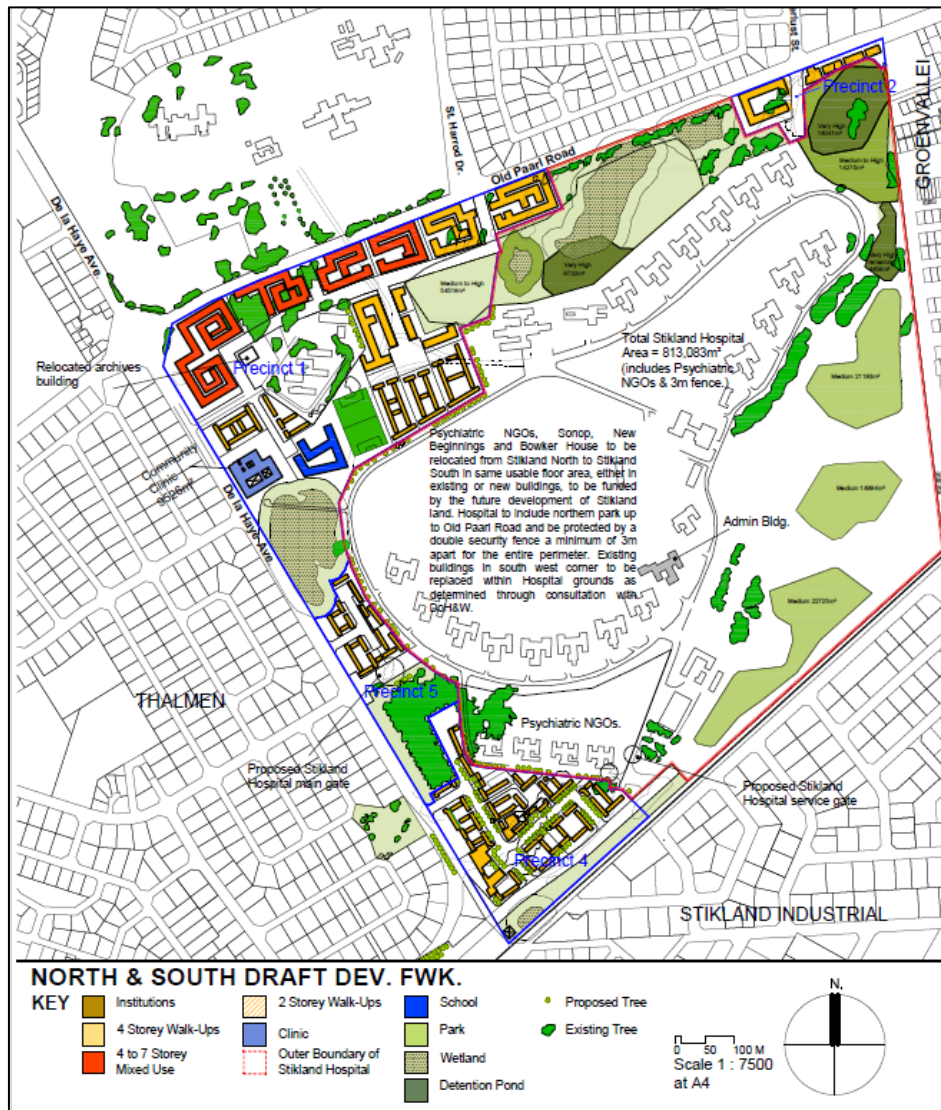 Precinct 2
GROENVALLEI
Very High
Medium to High
St. Harrod Dr.
Old Paarl Road
De la Haye Ave
Very High
Medium to High
Total Stikland Hospital
Area = 813,083m²
(includes Psychiatric
NGOs & 3m fence.)
Relocated archives
building
Precinct 1
Psychiatric NGOs, Sonop, New
Beginnings and Bowker House to be
relocated from Stikland North to Stikland
South in same usable floor area, either in
existing or new buildings, to be funded
by the future development of Stikland
land. Hospital to include northern park up
to Old Paarl Road and be protected by a
double security fence a minimum of 3m
apart for the entire perimeter. Existing
buildings in south west corner to be
replaced within Hospital grounds as
determined through consultation with
DoH&W.
Community
Clinic
De la Haye Ave
Admin Bldg.
THALMEN
Precinct 5
Psychiatric NGOs.
Proposed Stikland
Hospital main gate
Proposed Stikland
Hospital service gate
Precinct 4
STIKLAND INDUSTRIAL
NORTH & SOUTH DRAFT DEV. FWK.
KEY
Institutions
4 Storey Walk-Ups
4 to 7 Storey
Mixed Use
2 Storey Walk-Ups
Clinic
Outer Boundary of
Stikland Hospital
School
Park
Wetland
Detention Pond
Proposed Tree
Existing Tree
0 50 100 M
Scale 1 : 7500
at A4
N.